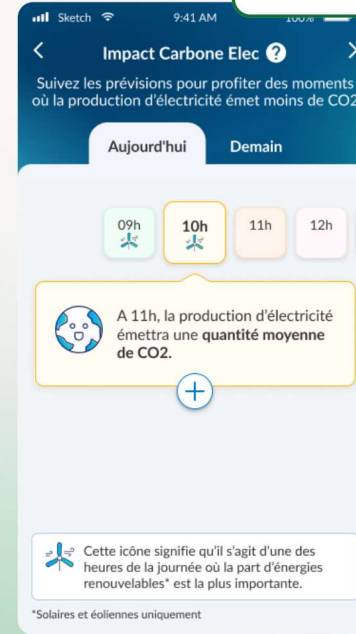 Sketch 9:41 AM 100%
Impact Carbone Elec ?
Suivez les prévisions pour profiter des moments
où la production d'électricité émet moins de CO2
Aujourd'hui Demain
09h 10h 11h 12h
A 11h, la production d'électricité
émettra une quantité moyenne
de CO2.
+
Cette icône signifie qu'il s'agit d'une des
heures de la journée où la part d'énergies
renouvelables* est la plus importante.
*Solaires et éoliennes uniquement